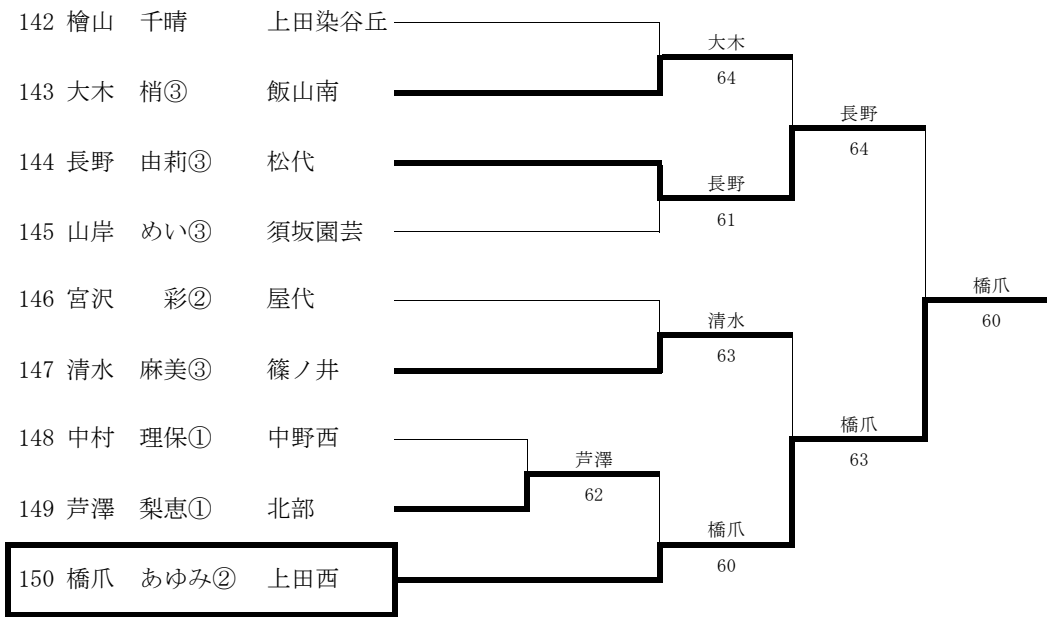 142 檜山 千晴 上田染谷丘
大木
64
143 大木 梢③ 飯山南
長野
64
144 長野 由莉③ 松代
長野
61
145 山岸 めい③ 須坂園芸
146 宮沢 彩② 屋代
橋爪
60
清水
63
147 清水 麻美③ 篠ノ井
148 中村 理保① 中野西
橋爪
63
芦澤
62
149 芦澤 梨恵① 北部
橋爪
60
150 橋爪 あゆみ② 上田西